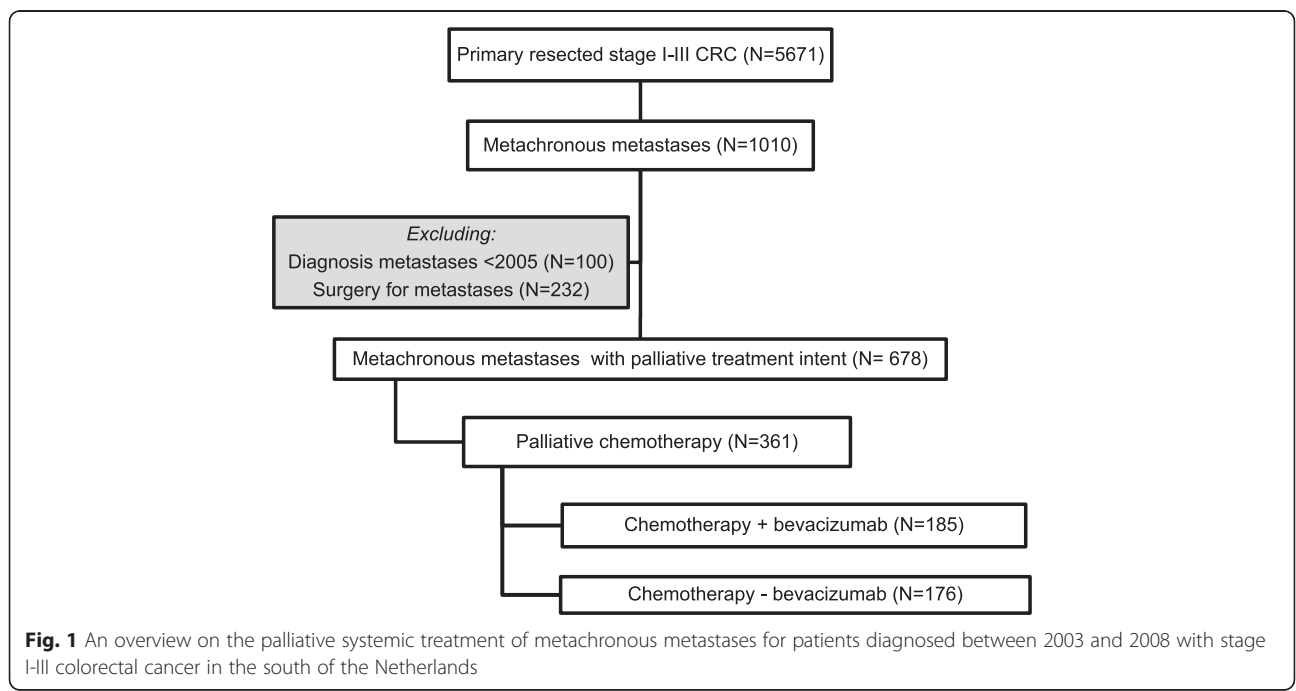 Primary resected stage I-III CRC (N=5671)
Metachronous metastases (N=1010)
Excluding:
Diagnosis metastases <2005 (N=100)
Surgery for metastases (N=232)
Metachronous metastases with palliative treatment intent (N= 678)
Palliative chemotherapy (N=361)
Chemotherapy + bevacizumab (N=185)
Chemotherapy - bevacizumab (N=176)
Fig. 1 An overview on the palliative systemic treatment of metachronous metastases for patients diagnosed between 2003 and 2008 with stage
I-III colorectal cancer in the south of the Netherlands